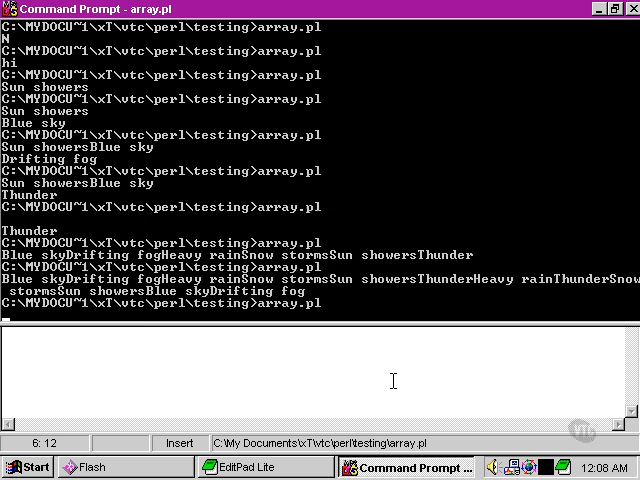 Command Prompt - array.pl
C:\MYDOCU~1\xT\vtc\perl\testing>array.pl
N
C:\MYDOCU~1\xT\vtc\perl\testing>array.pl
hi
C:\MYDOCU~1\xT\vtc\perl\testing>array.pl
Sun showers
C:\MYDOCU~1\xT\vtc\perl\testing>array.pl
Sun showers
Blue sky
C:\MYDOCU~1\xT\vtc\perl\testing>array.pl
Sun showersBlue sky
Drifting fog
C:\MYDOCU~1\xT\vtc\perl\testing>array.pl
Sun showersBlue sky
Thunder
C:\MYDOCU~1\xT\vtc\perl\testing>array.pl
Thunder
C:\MYDOCU~1\xT\vtc\perl\testing>array.pl
Blue skyDrifting fogHeavy rainSnow stormsSun showersThunder
C:\MYDOCU~1\xT\vtc\perl\testing>array.pl
Blue skyDrifting fogHeavy rainSnow stormsSun showersThunderHeavy rainThunderSnow
 stormsSun showersBlue skyDrifting fog
C:\MYDOCU~1\xT\vtc\perl\testing>array.pl
6: 12 Insert C:\My Documents\xT\vtc\perl\testing\array.pl
VTC
Start Flash EditPad Lite Command Prompt ... 12:08 AM